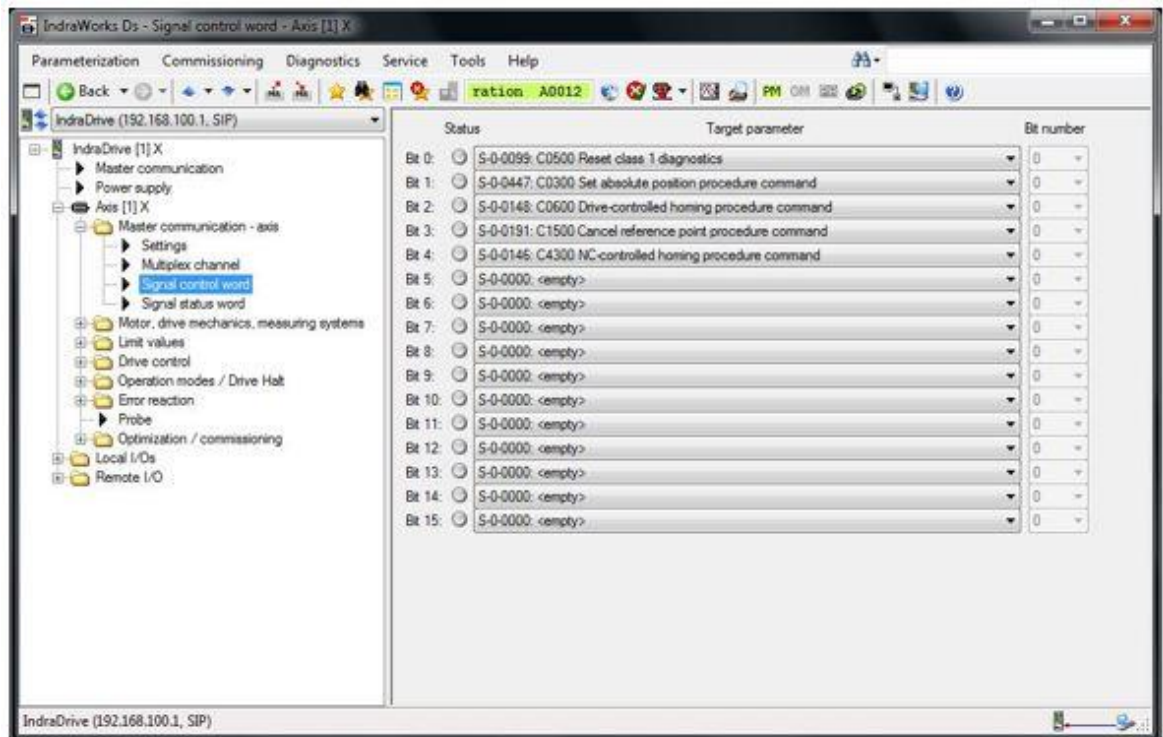 IndraWorks Ds - Signal control word - Axis [1] X
Parameterization Commissioning Diagnostics Service Tools Help
Back ration A0012 PM OM
IndraDrive (192.168.100.1, SIP)
IndraDrive [1] X
Master communication
Power supply
Axis [1] X
Master communication - axis
Settings
Multiplex channel
Signal control word
Signal status word
Motor, drive mechanics, measuring systems
Limit values
Drive control
Operation modes / Drive Halt
Error reaction
Probe
Optimization / commissioning
Local I/Os
Remote I/O
Status Target parameter Bit number
Bit 0: S-0-0099: C0500 Reset class 1 diagnostics 0
Bit 1: S-0-0447: C0300 Set absolute position procedure command 0
Bit 2: S-0-0148: C0600 Drive-controlled homing procedure command 0
Bit 3: S-0-0191: C1500 Cancel reference point procedure command 0
Bit 4: S-0-0146: C4300 NC-controlled homing procedure command 0
Bit 5: S-0-0000: <empty> 0
Bit 6: S-0-0000: <empty> 0
Bit 7: S-0-0000: <empty> 0
Bit 8: S-0-0000: <empty> 0
Bit 9: S-0-0000: <empty> 0
Bit 10: S-0-0000: <empty> 0
Bit 11: S-0-0000: <empty> 0
Bit 12: S-0-0000: <empty> 0
Bit 13: S-0-0000: <empty> 0
Bit 14: S-0-0000: <empty> 0
Bit 15: S-0-0000: <empty> 0
IndraDrive (192.168.100.1, SIP)